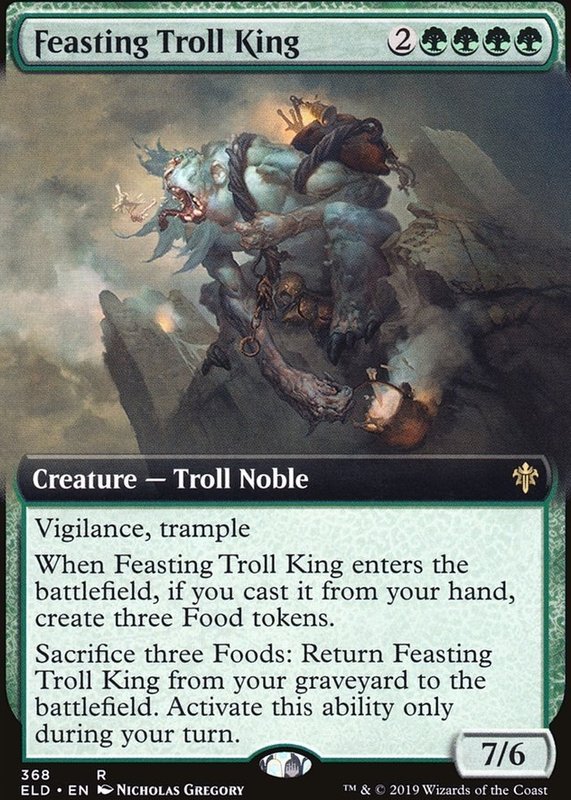 Feasting Troll King 2
Creature — Troll Noble
Vigilance, trample
When Feasting Troll King enters the
battlefield, if you cast it from your hand,
create three Food tokens.
Sacrifice three Foods: Return Feasting
Troll King from your graveyard to the
battlefield. Activate this ability only
during your turn.
7/6
368 R
ELD • EN Nicholas Gregory
™ & © 2019 Wizards of the Coast